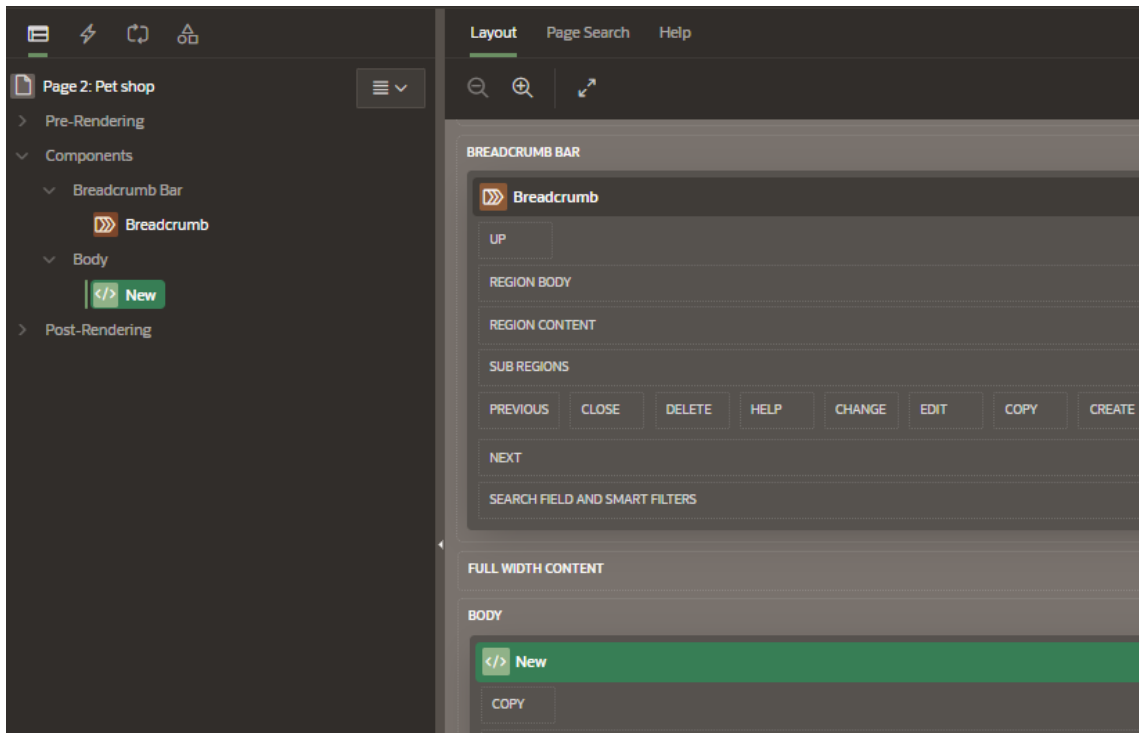 Layout Page Search Help
Page 2: Pet shop
Pre-Rendering
Components
Breadcrumb Bar
Breadcrumb
Body
</> New
Post-Rendering
BREADCRUMB BAR
Breadcrumb
UP
REGION BODY
REGION CONTENT
SUB REGIONS
PREVIOUS CLOSE DELETE HELP CHANGE EDIT COPY CREATE
NEXT
SEARCH FIELD AND SMART FILTERS
FULL WIDTH CONTENT
BODY
</> New
COPY